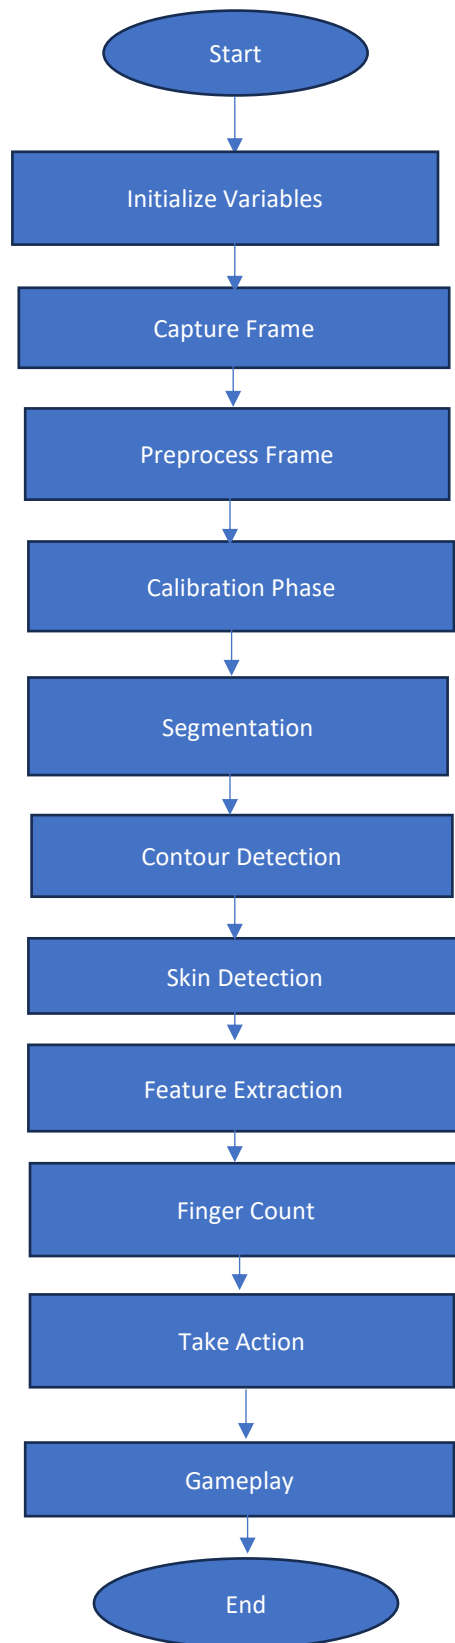 Start
Initialize Variables
Capture Frame
Preprocess Frame
Calibration Phase
Segmentation
Contour Detection
Skin Detection
Feature Extraction
Finger Count
Take Action
Gameplay
End